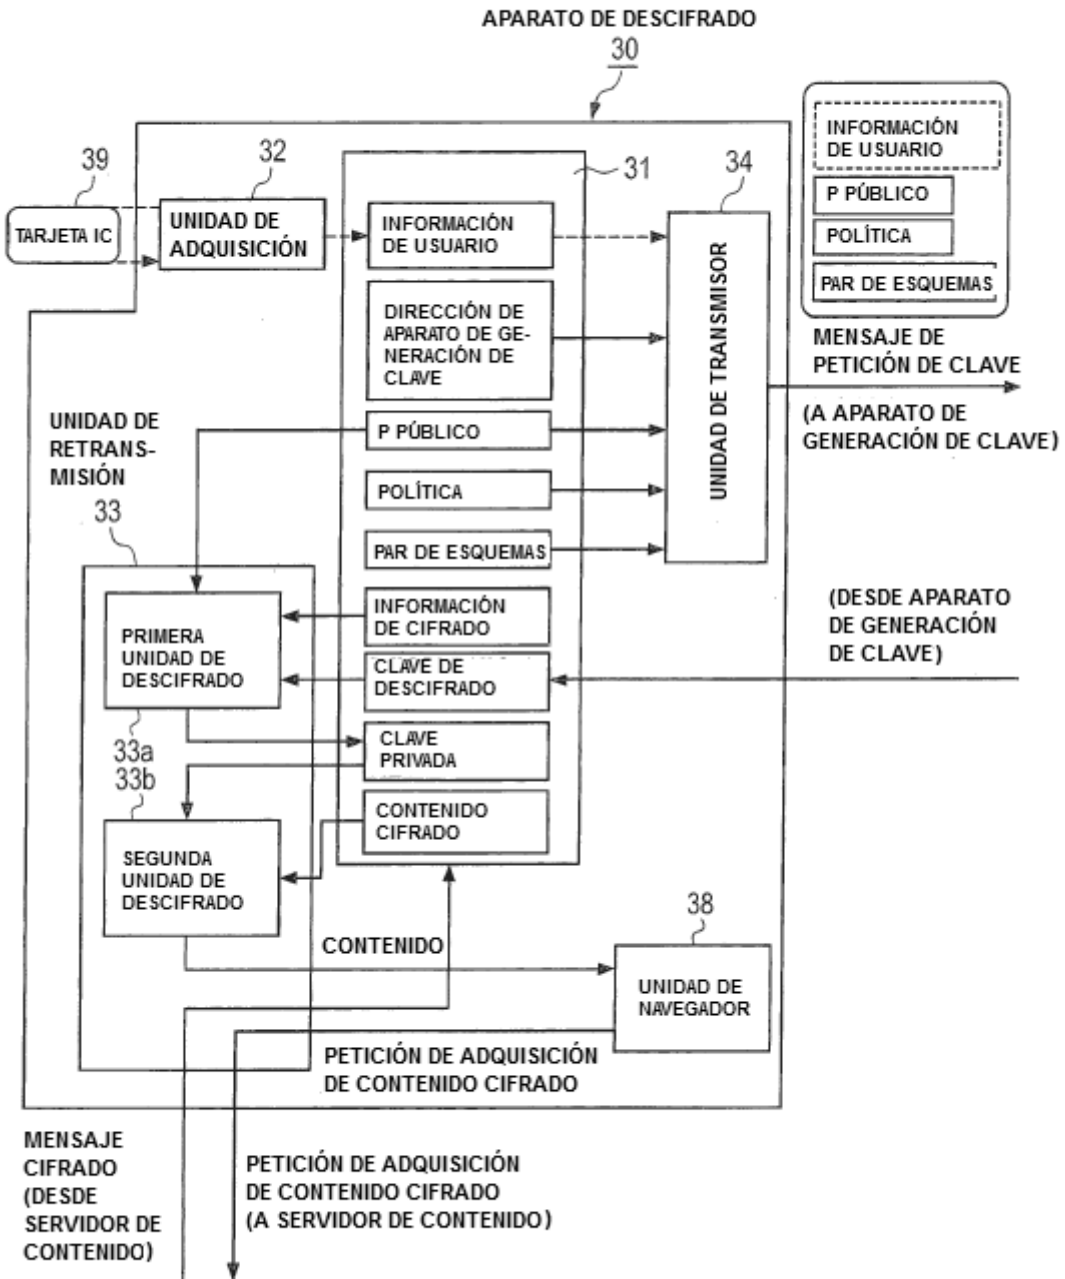 APARATO DE DESCIFRADO
30
39
32
31
34
TARJETA IC
UNIDAD DE
ADQUISICIÓN
INFORMACIÓN
DE USUARIO
DIRECCIÓN DE
APARATO DE GE-
NERACIÓN DE
CLAVE
P PÚBLICO
POLÍTICA
PAR DE ESQUEMAS
INFORMACIÓN
DE CIFRADO
CLAVE DE
DESCIFRADO
CLAVE
PRIVADA
CONTENIDO
CIFRADO
UNIDAD DE TRANSMISOR
INFORMACIÓN
DE USUARIO
P PÚBLICO
POLÍTICA
PAR DE ESQUEMAS
MENSAJE DE
PETICIÓN DE CLAVE
(A APARATO DE
GENERACIÓN DE CLAVE)
(DESDE APARATO
DE GENERACIÓN
DE CLAVE)
UNIDAD DE
RETRANS-
MISIÓN
33
PRIMERA
UNIDAD DE
DESCIFRADO
33a
33b
SEGUNDA
UNIDAD DE
DESCIFRADO
CONTENIDO
38
UNIDAD DE
NAVEGADOR
PETICIÓN DE ADQUISICIÓN
DE CONTENIDO CIFRADO
MENSAJE
CIFRADO
(DESDE
SERVIDOR DE
CONTENIDO)
PETICIÓN DE ADQUISICIÓN
DE CONTENIDO CIFRADO
(A SERVIDOR DE CONTENIDO)